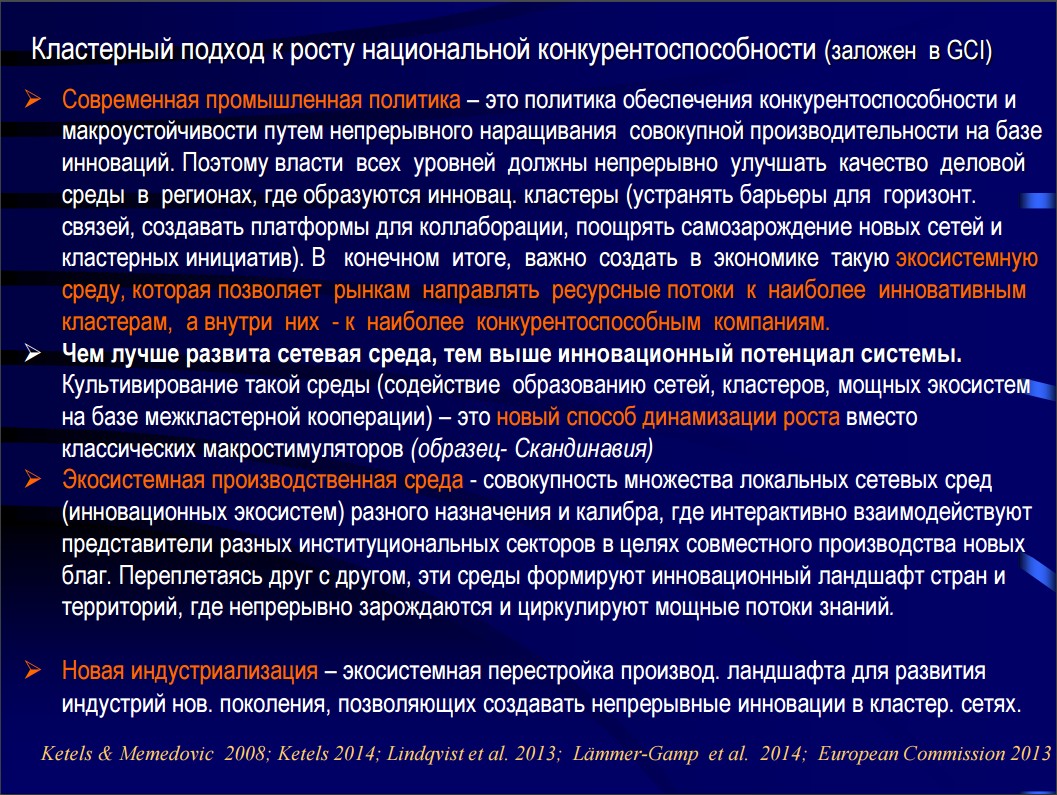 Кластерный подход к росту национальной конкурентоспособности (заложен в GCI)
Современная промышленная политика – это политика обеспечения конкурентоспособности и
макроустойчивости путем непрерывного наращивания совокупной производительности на базе
инноваций. Поэтому власти всех уровней должны непрерывно улучшать качество деловой
среды в регионах, где образуются инновац. кластеры (устранять барьеры для горизонт.
связей, создавать платформы для коллаборации, поощрять самозарождение новых сетей и
кластерных инициатив). В конечном итоге, важно создать в экономике такую экосистемную
среду, которая позволяет рынкам направлять ресурсные потоки к наиболее инновативным
кластерам, а внутри них - к наиболее конкурентоспособным компаниям.
Чем лучше развита сетевая среда, тем выше инновационный потенциал системы.
Культивирование такой среды (содействие образованию сетей, кластеров, мощных экосистем
на базе межкластерной кооперации) – это новый способ динамизации роста вместо
классических макростимуляторов (образец- Скандинавия)
Экосистемная производственная среда - совокупность множества локальных сетевых сред
(инновационных экосистем) разного назначения и калибра, где интерактивно взаимодействуют
представители разных институциональных секторов в целях совместного производства новых
благ. Переплетаясь друг с другом, эти среды формируют инновационный ландшафт стран и
территорий, где непрерывно зарождаются и циркулируют мощные потоки знаний.
Новая индустриализация – экосистемная перестройка производ. ландшафта для развития
индустрий нов. поколения, позволяющих создавать непрерывные инновации в кластер. сетях.
Ketels & Memedovic 2008; Ketels 2014; Lindqvist et al. 2013; Lämmer-Gamp et al. 2014; European Commission 2013